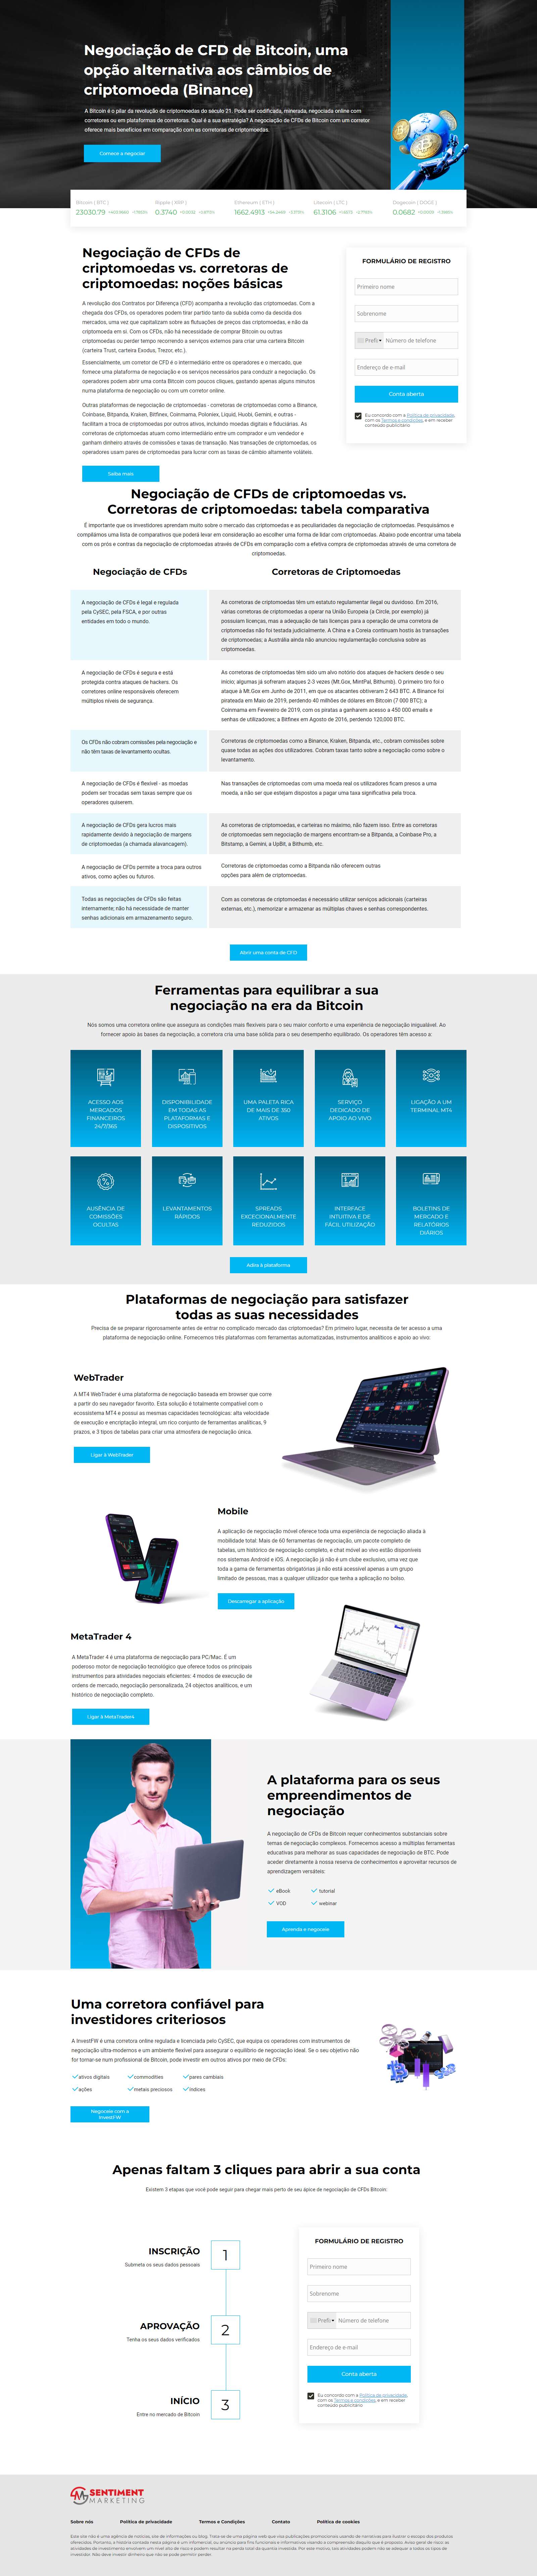 Negociação de CFD de Bitcoin, uma
opção alternativa aos câmbios de
criptomoeda (Binance)
A Bitcoin é o pilar da revolução de criptomoedas do século 21. Pode ser codificada, minerada, negociada online com
corretores ou em plataformas de corretoras. Qual é a sua estratégia? A negociação de CFDs de Bitcoin com um corretor
oferece mais benefícios em comparação com as corretoras de criptomoedas.
Comece a negociar
Bitcoin ( BTC )
23030.79
Ripple ( XRP )
0.3740
Ethereum ( ETH )
1662.4913
Litecoin ( LTC )
61.3106
Dogecoin ( DOGE )
0.0682
Negociação de CFDs de
criptomoedas vs. corretoras de
criptomoedas: noções básicas
A revolução dos Contratos por Diferença (CFD) acompanha a revolução das criptomoedas. Com a
chegada dos CFDs, os operadores podem tirar partido tanto da subida como da descida dos
mercados, uma vez que capitalizam sobre as flutuações de preços das criptomoedas, e não da
criptomoeda em si. Com os CFDs, não há necessidade de comprar Bitcoin ou outras
criptomoedas ou perder tempo recorrendo a serviços externos para criar uma carteira Bitcoin
(carteira Trust, carteira Exodus, Trezor, etc.).
Essencialmente, um corretor de CFD é o intermediário entre os operadores e o mercado, que
fornece uma plataforma de negociação e os serviços necessários para conduzir a negociação. Os
operadores podem abrir uma conta Bitcoin com poucos cliques, gastando apenas alguns minutos
numa plataforma de negociação ou com um corretor online.
Outras plataformas de negociação de criptomoedas - corretoras de criptomoedas como a Binance,
Coinbase, Bitpanda, Kraken, Bitfinex, Coinmama, Poloniex, Liquid, Huobi, Gemini, e outras -
facilitam a troca de criptomoedas por outros ativos, incluindo moedas digitais e fiduciárias. As
corretoras de criptomoedas atuam como intermediário entre um comprador e um vendedor e
ganham dinheiro através de comissões e taxas de transação. Nas transações de criptomoedas, os
operadores usam pares de criptomoedas para lucrar com as taxas de câmbio altamente voláteis.
Saiba mais
FORMULÁRIO DE REGISTRO
Primeiro nome
Sobrenome
Prefix
Número de telefone
Endereço de e-mail
Conta aberta
Eu concordo com a Política de privacidade,
com os Termos e condições, e em receber
conteúdo publicitário
Negociação de CFDs de criptomoedas vs.
Corretoras de criptomoedas: tabela comparativa
É importante que os investidores aprendam muito sobre o mercado das criptomoedas e as peculiaridades da negociação de criptomoedas. Pesquisámos e
compilámos uma lista de comparativos que poderá levar em consideração ao escolher uma forma de lidar com criptomoedas. Abaixo pode encontrar uma tabela
com os prós e contras da negociação de criptomoedas através de CFDs em comparação com a efetiva compra de criptomoedas através de uma corretora de
criptomoedas.
Negociação de CFDs
Corretoras de Criptomoedas
A negociação de CFDs é legal e regulada
pela CySEC, pela FSCA, e por outras
entidades em todo o mundo.
As corretoras de criptomoedas têm um estatuto regulamentar ilegal ou duvidoso. Em 2016,
várias corretoras de criptomoedas a operar na União Europeia (a Circle, por exemplo) já
possuíam licenças, mas a adequação de tais licenças para a operação de uma corretora de
criptomoedas não foi testada judicialmente. A China e a Coreia continuam hostis às transações
de criptomoedas; a Austrália ainda não anunciou regulamentação conclusiva sobre as
criptomoedas.
A negociação de CFDs é segura e está
protegida contra ataques de hackers. Os
corretores online responsáveis oferecem
múltiplos níveis de segurança.
As corretoras de criptomoedas têm sido um alvo notório dos ataques de hackers desde o seu
início; algumas já sofreram ataques 2-3 vezes (Mt.Gox, MintPal, Bithumb). O primeiro tiro foi o
ataque à Mt.Gox em Junho de 2011, em que os atacantes obtiveram 2 643 BTC. A Binance foi
pirateada em Maio de 2019, perdendo 40 milhões de dólares em Bitcoin (7 000 BTC); a
Coinmama em Fevereiro de 2019, com os piratas a ganharem acesso a 450 000 emails e
senhas de utilizadores; a Bitfinex em Agosto de 2016, perdendo 120,000 BTC.
Os CFDs não cobram comissões pela negociação e
não têm taxas de levantamento ocultas.
Corretoras de criptomoedas como a Binance, Kraken, Bitpanda, etc., cobram comissões sobre
quase todas as ações dos utilizadores. Cobram taxas tanto sobre a negociação como sobre o
levantamento.
A negociação de CFDs é flexível - as moedas
podem ser trocadas sem taxas sempre que os
operadores quiserem.
Nas transações de criptomoedas com uma moeda real os utilizadores ficam presos a uma
moeda, a não ser que estejam dispostos a pagar uma taxa significativa pela troca.
A negociação de CFDs gera lucros mais
rapidamente devido à negociação de margens
de criptomoedas (a chamada alavancagem).
As corretoras de criptomoedas, e carteiras no máximo, não fazem isso. Entre as corretoras
de criptomoedas sem negociação de margens encontram-se a Bitpanda, a Coinbase Pro, a
Bitstamp, a Gemini, a UpBit, a Bithumb, etc.
A negociação de CFDs permite a troca para outros
ativos, como ações ou futuros.
Corretoras de criptomoedas como a Bitpanda não oferecem outras
opções para além de criptomoedas.
Todas as negociações de CFDs são feitas
internamente; não há necessidade de manter
senhas adicionais em armazenamento seguro.
Com as corretoras de criptomoedas é necessário utilizar serviços adicionais (carteiras
externas, etc.), memorizar e armazenar as múltiplas chaves e senhas correspondentes.
Abrir uma conta de CFD
Ferramentas para equilibrar a sua
negociação na era da Bitcoin
Nós somos uma corretora online que assegura as condições mais flexíveis para o seu maior conforto e uma experiência de negociação inigualável. Ao
fornecer apoio às bases da negociação, a corretora cria uma base sólida para o seu desempenho equilibrado. Os operadores têm acesso a:
ACESSO AOS
MERCADOS
FINANCEIROS
24/7/365
DISPONIBILIDADE
EM TODAS AS
PLATAFORMAS E
DISPOSITIVOS
UMA PALETA RICA
DE MAIS DE 350
ATIVOS
SERVIÇO
DEDICADO DE
APOIO AO VIVO
LIGAÇÃO A UM
TERMINAL MT4
AUSÊNCIA DE
COMISSÕES
OCULTAS
LEVANTAMENTOS
RÁPIDOS
SPREADS
EXCECIONALMENTE
REDUZIDOS
INTERFACE
INTUITIVA E DE
FÁCIL UTILIZAÇÃO
BOLETINS DE
MERCADO E
RELATÓRIOS
DIÁRIOS
Adira à plataforma
Plataformas de negociação para satisfazer
todas as suas necessidades
Precisa de se preparar rigorosamente antes de entrar no complicado mercado das criptomoedas? Em primeiro lugar, necessita de ter acesso a uma
plataforma de negociação online. Fornecemos três plataformas com ferramentas automatizadas, instrumentos analíticos e apoio ao vivo:
WebTrader
A MT4 WebTrader é uma plataforma de negociação baseada em browser que corre
a partir do seu navegador favorito. Esta solução é totalmente compatível com o
ecossistema MT4 e possui as mesmas capacidades tecnológicas: alta velocidade
de execução e encriptação integral, um rico conjunto de ferramentas analíticas, 9
prazos, e 3 tipos de tabelas para criar uma atmosfera de negociação única.
Ligar à Webtrader
Mobile
A aplicação de negociação móvel oferece toda uma experiência de negociação aliada à
mobilidade total: Mais de 60 ferramentas de negociação, um pacote completo de
tabelas, um histórico de negociação completo, e chat móvel ao vivo estão disponíveis
nos sistemas Android e iOS. A negociação já não é um clube exclusivo, uma vez que
toda a gama de ferramentas obrigatórias já não está acessível apenas a um grupo
limitado de pessoas, mas a qualquer utilizador que tenha a aplicação no bolso.
Descarregar a aplicação
MetaTrader 4
A MetaTrader 4 é uma plataforma de negociação para PC/Mac. É um
poderoso motor de negociação tecnológico que oferece todos os principais
instrumentos para atividades negociais eficientes: 4 modos de execução de
ordens de mercado, negociação personalizada, 24 objectos analíticos, e um
histórico de negociação completo.
Ligar à MetaTrader4
A plataforma para os seus
empreendimentos de
negociação
A negociação de CFDs de Bitcoin requer conhecimentos substanciais sobre
temas de negociação complexos. Fornecemos acesso a múltiplas ferramentas
educativas para melhorar as suas capacidades de negociação de BTC. Pode
aceder diretamente à nossa reserva de conhecimentos e aproveitar recursos de
aprendizagem versáteis:
eBook
tutorial
VOD
webinar
Aprenda e negoceie
Uma corretora confiável para
investidores criteriosos
A InvestFW é uma corretora online regulada e licenciada pelo CySEC, que equipa os operadores com instrumentos de
negociação ultra-modernos e um ambiente flexível para assegurar o equilíbrio de negociação ideal. Se o seu objetivo não
for tornar-se num profissional de Bitcoin, pode investir em outros ativos por meio de CFDs:
ativos digitais
commodities
pares cambiais
ações
metais preciosos
índices
Negoceie com a
InvestFW
Apenas faltam 3 cliques para abrir a sua conta
Existem 3 etapas que você pode seguir para chegar mais perto de seu ápice de negociação de CFDs Bitcoin:
INSCRIÇÃO
Submeta os seus dados pessoais
1
APROVAÇÃO
Tenha os seus dados verificados
2
INÍCIO
Entre no mercado de Bitcoin
3
FORMULÁRIO DE REGISTRO
Primeiro nome
Sobrenome
Prefix
Número de telefone
Endereço de e-mail
Conta aberta
Eu concordo com a Política de privacidade,
com os Termos e condições, e em receber
conteúdo publicitário
SENTIMENT
MARKETING
Sobre nós
Política de privacidade
Termos e Condições
Contato
Política de cookies